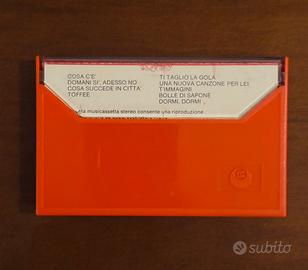 COSA C'E'
DOMANI SI', ADESSO NO
COSA SUCCEDE IN CITTA'
TOFFEE
TI TAGLIO LA GOLA
UNA NUOVA CANZONE PER LEI
T'IMMAGINI
BOLLE DI SAPONE
DORMI, DORMI
musicassetta stereo consente una riproduzione
subito